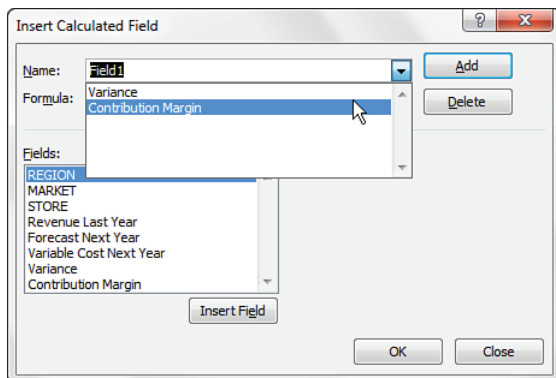 Insert Calculated Field
Name: Field1 Add
Variance
Formula: Contribution Margin Delete
Fields:
REGION
MARKET
STORE
Revenue Last Year
Forecast Next Year
Variable Cost Next Year
Variance
Contribution Margin
Insert Field
OK Close